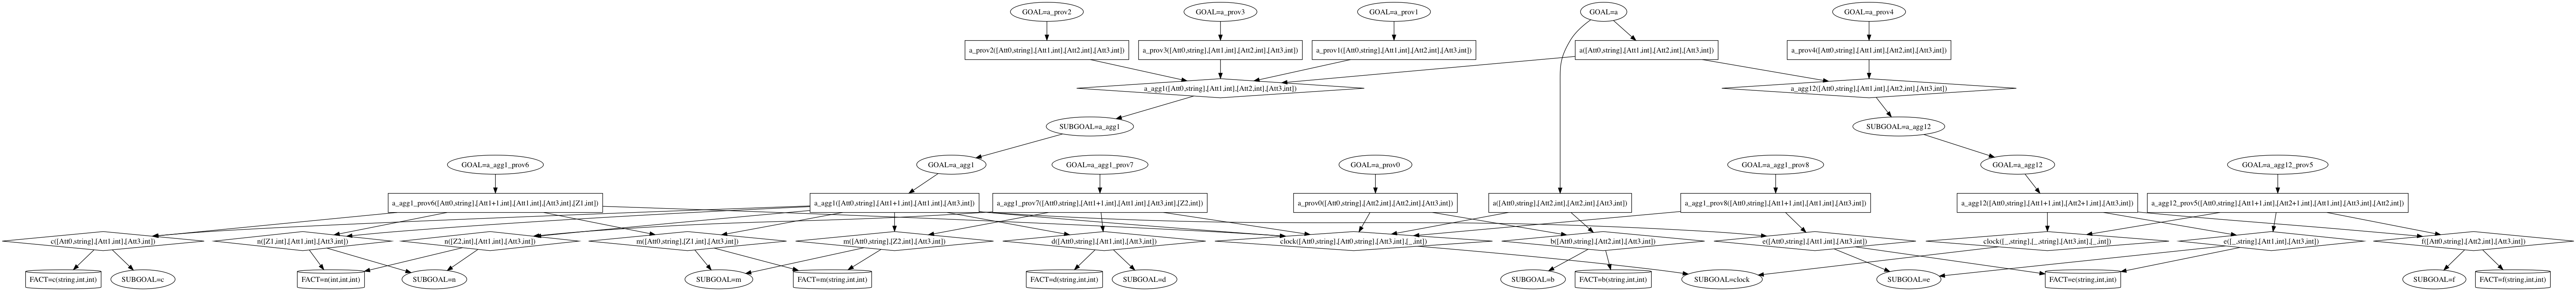 GOAL=a_prov2
GOAL=a_prov3
GOAL=a_prov1
GOAL=a
GOAL=a_prov4
a_prov2([Att0,string],[Att1,int],[Att2,int],[Att3,int])
a_prov3([Att0,string],[Att1,int],[Att2,int],[Att3,int])
a_prov1([Att0,string],[Att1,int],[Att2,int],[Att3,int])
a([Att0,string],[Att1,int],[Att2,int],[Att3,int])
a_prov4([Att0,string],[Att1,int],[Att2,int],[Att3,int])
a_agg1([Att0,string],[Att1,int],[Att2,int],[Att3,int])
a_agg12([Att0,string],[Att1,int],[Att2,int],[Att3,int])
SUBGOAL=a_agg1
SUBGOAL=a_agg12
GOAL=a_agg1_prov6
GOAL=a_agg1
GOAL=a_agg1_prov7
GOAL=a_prov0
GOAL=a_agg1_prov8
GOAL=a_agg12
GOAL=a_agg12_prov5
a_agg1_prov6([Att0,string],[Att1+1,int],[Att1,int],[Att3,int],[Z1,int])
a_agg1([Att0,string],[Att1+1,int],[Att1,int],[Att3,int])
a_agg1_prov7([Att0,string],[Att1+1,int],[Att1,int],[Att3,int],[Z2,int])
a_prov0([Att0,string],[Att2,int],[Att2,int],[Att3,int])
a([Att0,string],[Att2,int],[Att2,int],[Att3,int])
a_agg1_prov8([Att0,string],[Att1+1,int],[Att1,int],[Att3,int])
a_agg12([Att0,string],[Att1+1,int],[Att2+1,int],[Att3,int])
a_agg12_prov5([Att0,string],[Att1+1,int],[Att2+1,int],[Att1,int],[Att3,int],[Att2,int])
c([Att0,string],[Att1,int],[Att3,int])
n([Z1,int],[Att1,int],[Att3,int])
n([Z2,int],[Att1,int],[Att3,int])
m([Att0,string],[Z1,int],[Att3,int])
m([Att0,string],[Z2,int],[Att3,int])
d([Att0,string],[Att1,int],[Att3,int])
clock([Att0,string],[Att0,string],[Att3,int],[_,int])
b([Att0,string],[Att2,int],[Att3,int])
e([Att0,string],[Att1,int],[Att3,int])
clock([_,string],[_,string],[Att3,int],[_,int])
e([_,string],[Att1,int],[Att3,int])
f([Att0,string],[Att2,int],[Att3,int])
FACT=c(string,int,int)
SUBGOAL=c
FACT=n(int,int,int)
SUBGOAL=n
SUBGOAL=m
FACT=m(string,int,int)
FACT=d(string,int,int)
SUBGOAL=d
SUBGOAL=b
FACT=b(string,int,int)
SUBGOAL=clock
SUBGOAL=e
FACT=e(string,int,int)
SUBGOAL=f
FACT=f(string,int,int)